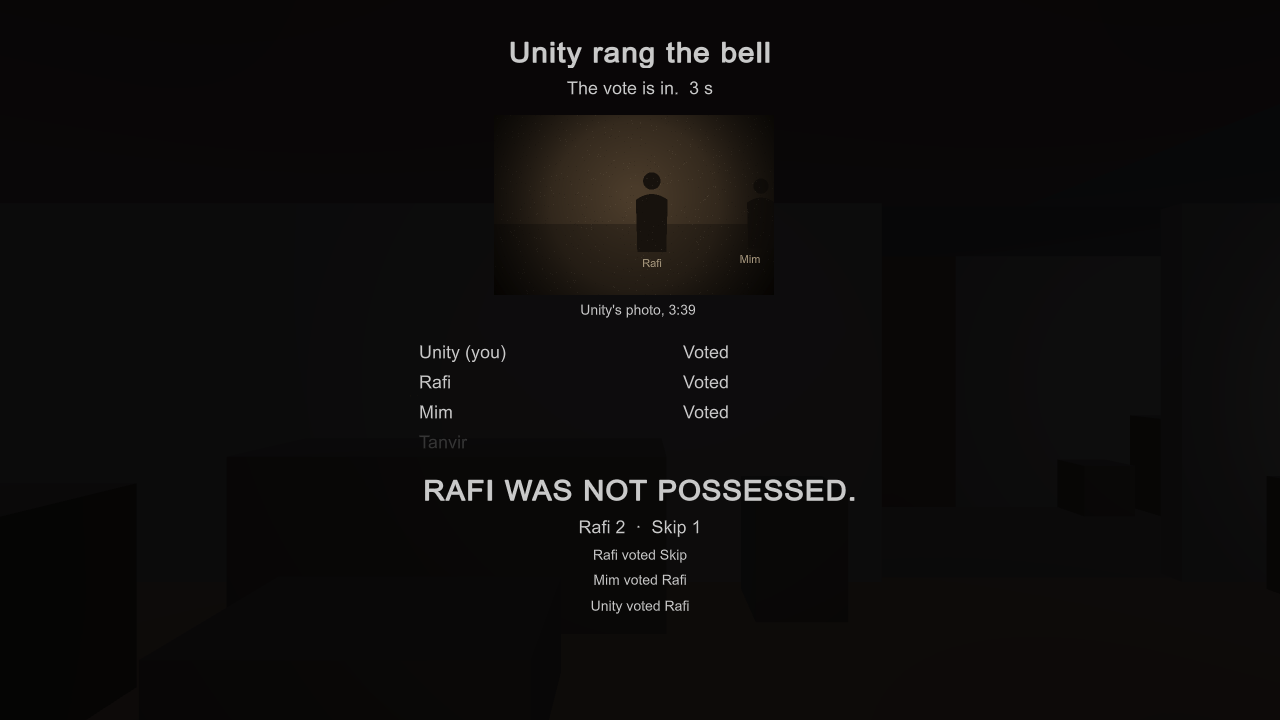 Unity rang the bell
The vote is in. 3 s
Rafi
Mim
Unity's photo, 3:39
Unity (you) Voted
Rafi Voted
Mim Voted
Tanvir
RAFI WAS NOT POSSESSED.
Rafi 2 · Skip 1
Rafi voted Skip
Mim voted Rafi
Unity voted Rafi